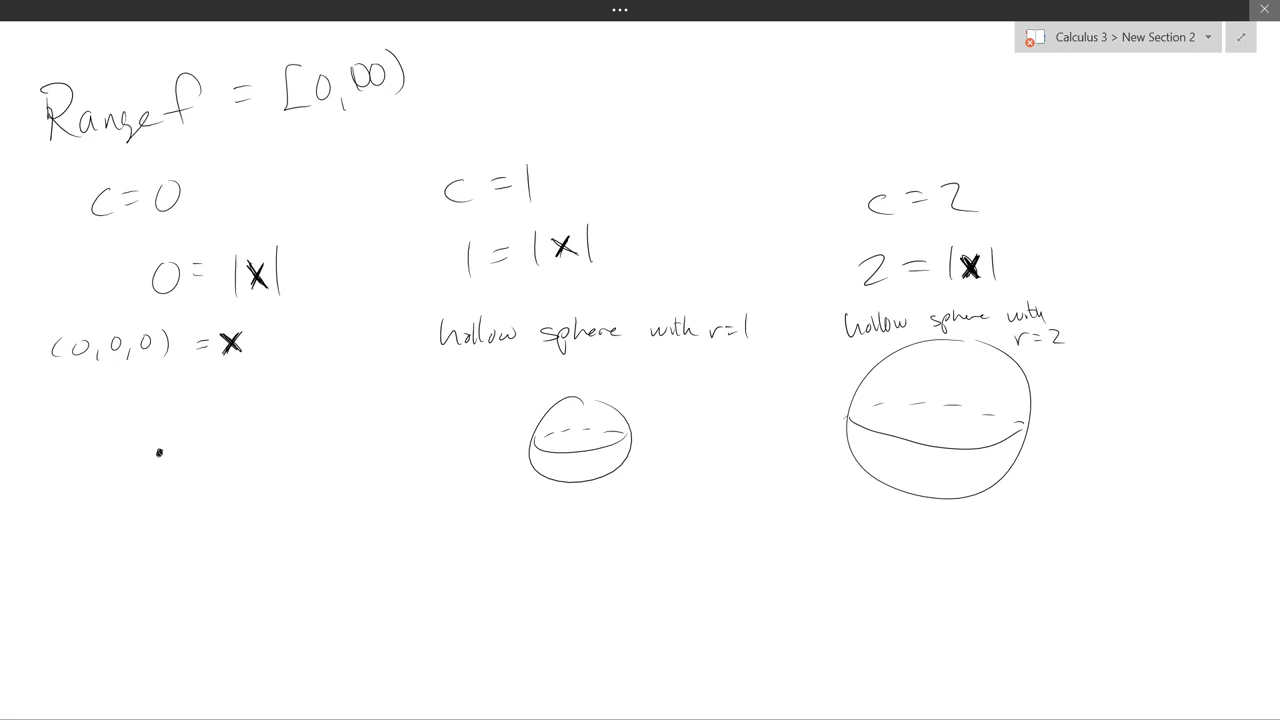 Calculus 3 > New Section 2
Range f = [0,∞)
c = 0
0 = |x|
(0,0,0) = x
c = 1
1 = |x|
hollow sphere with r=1
c = 2
2 = |x|
hollow sphere with
r=2